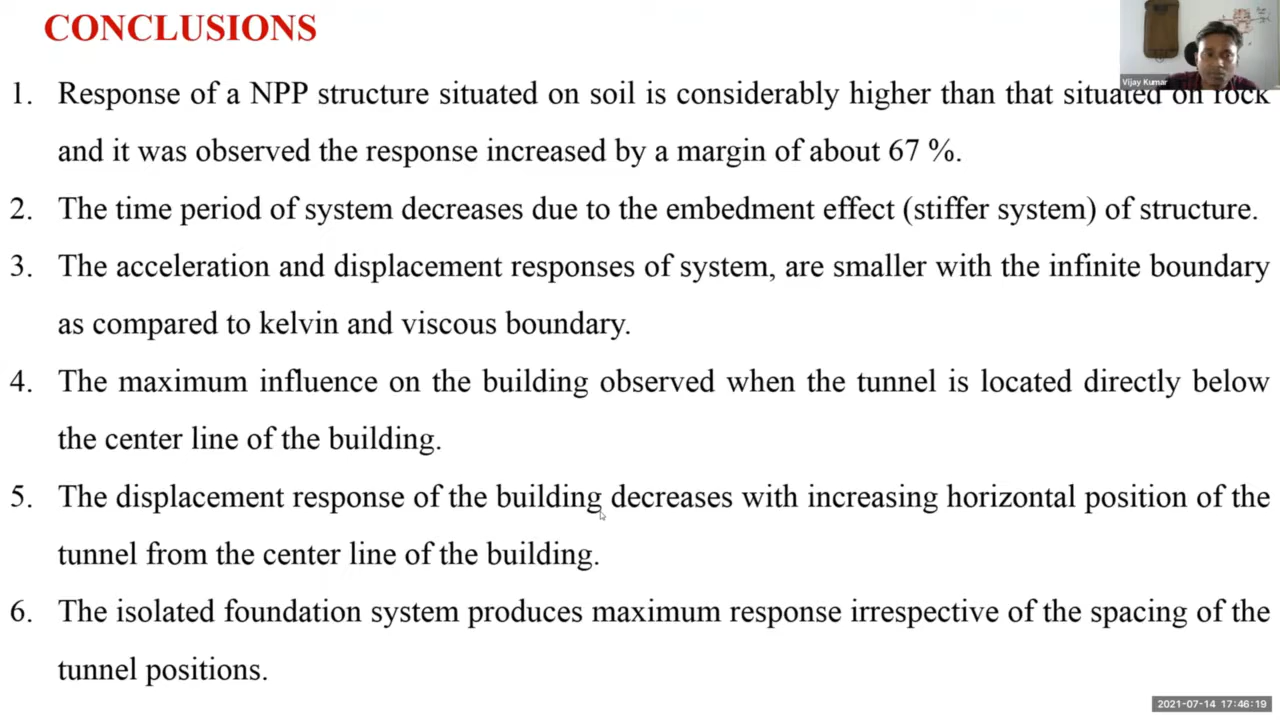 CONCLUSIONS
Vijay Kumar
1. Response of a NPP structure situated on soil is considerably higher than that situated on rock
and it was observed the response increased by a margin of about 67 %.
2. The time period of system decreases due to the embedment effect (stiffer system) of structure.
3. The acceleration and displacement responses of system, are smaller with the infinite boundary
as compared to kelvin and viscous boundary.
4. The maximum influence on the building observed when the tunnel is located directly below
the center line of the building.
5. The displacement response of the building decreases with increasing horizontal position of the
tunnel from the center line of the building.
6. The isolated foundation system produces maximum response irrespective of the spacing of the
tunnel positions.
2021-07-14 17:46:19